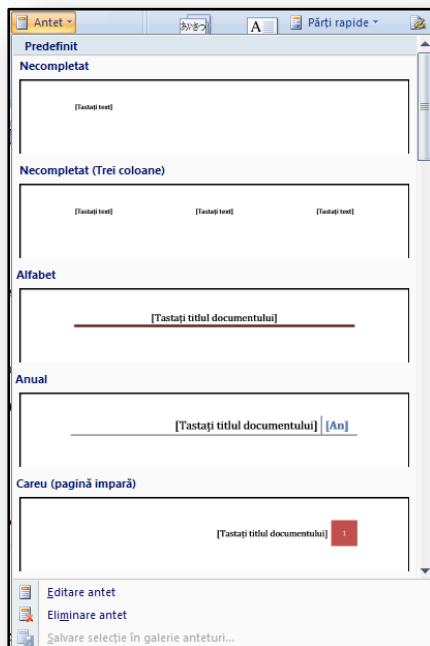 Antet A Părți rapide
Predefinit
Necompletat
[Tastați text]
Necompletat (Trei coloane)
[Tastați text] [Tastați text] [Tastați text]
Alfabet
[Tastați titlul documentului]
Anual
[Tastați titlul documentului] [An]
Careu (pagină impară)
[Tastați titlul documentului] 1
Editare antet
Eliminare antet
Salvare selecție în galerie anteturi...